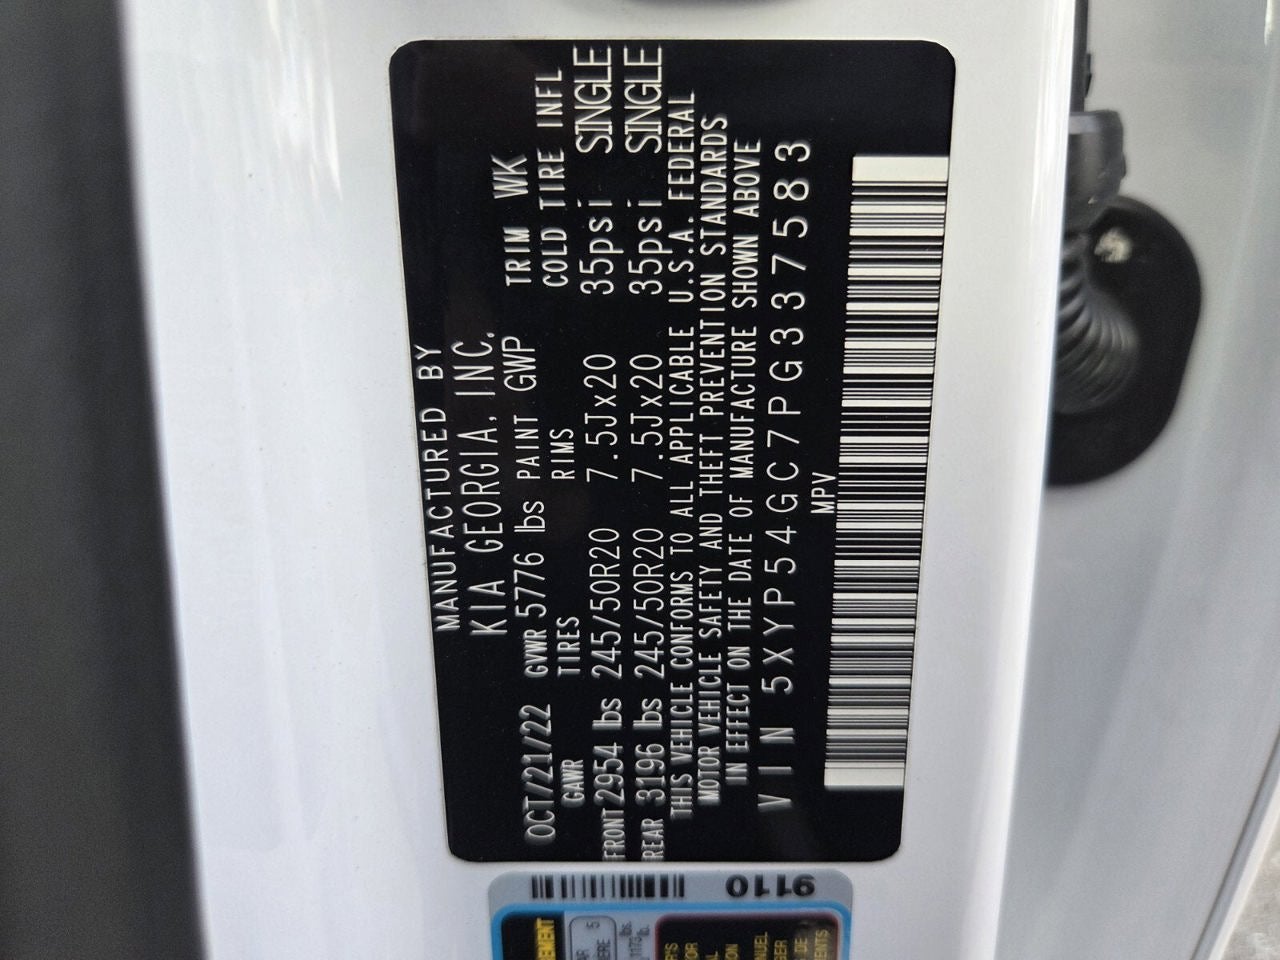 MANUFACTURED BY
KIA GEORGIA, INC.
OCT/21/22 GVWR 5776 lbs PAINT GWP TRIM WK
GAWR TIRES RIMS COLD TIRE INFL
FRONT 2954 lbs 245/50R20 7.5Jx20 35psi SINGLE
REAR 3196 lbs 245/50R20 7.5Jx20 35psi SINGLE
THIS VEHICLE CONFORMS TO ALL APPLICABLE U.S.A. FEDERAL
MOTOR VEHICLE SAFETY AND THEFT PREVENTION STANDARDS
IN EFFECT ON THE DATE OF MANUFACTURE SHOWN ABOVE
VIN 5XYP54GC7PG337583
MPV
9110
5
1173 lbs.